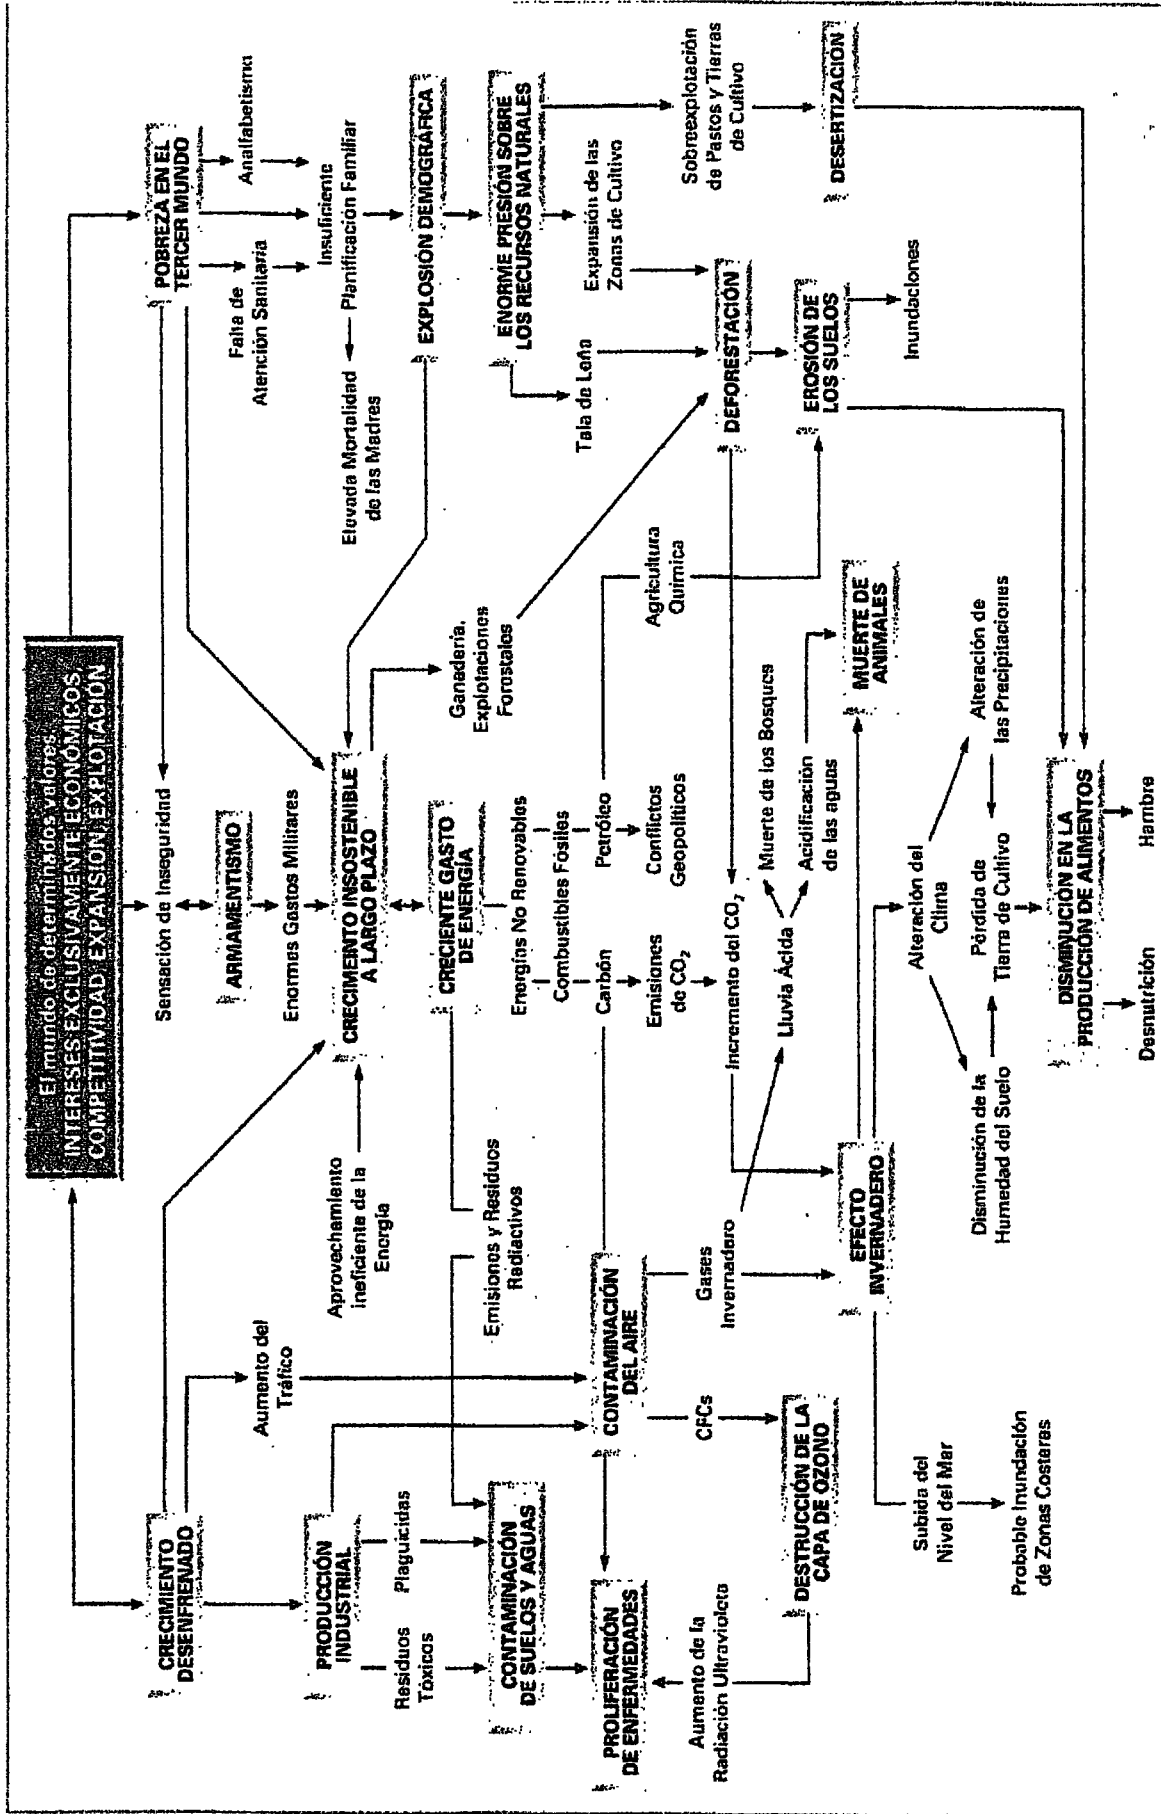 El mundo de determinados valores
INTERESES EXCLUSIVAMENTE ECONOMICOS,
COMPETITIVIDAD, EXPANSIÓN, EXPLOTACIÓN
CRECIMIENTO
DESENFRENADO
Sensación de Inseguridad
POBREZA EN EL
TERCER MUNDO
Aumento del
Tráfico
ARMAMENTISMO
Falta de
Atención Sanitaria
Analfabetismo
PRODUCCIÓN
INDUSTRIAL
Enormes Gastos Militares
Insuficiente
Planificación Familiar
Aprovechamiento
ineficiente de la
Energía
CRECIMEINTO INSOSTENIBLE
A LARGO PLAZO
Elevada Mortalidad
de las Madres
Residuos
Tóxicos
Plaguicidas
EXPLOSIÓN DEMOGRAFICA
CRECIENTE GASTO
DE ENERGÍA
Ganadería,
Explotaciones
Forestales
CONTAMINACIÓN
DE SUELOS Y AGUAS
Emisiones y Residuos
Radiactivos
ENORME PRESIÓN SOBRE
LOS RECURSOS NATURALES
Energías No Renovables
Combustibles Fósiles
Tala de Leña
Expansión de las
Zonas de Cultivo
PROLIFERACIÓN
DE ENFERMEDADES
CONTAMINACIÓN
DEL AIRE
Carbón
Petróleo
Emisiones
de CO₂
Conflictos
Geopolíticos
Agricultura
Química
Sobreexplotación
de Pastos y Tierras
de Cultivo
Aumento de la
Radiación Ultravioleta
CFCs
Gases
Invernadero
Incremento del CO₂
DEFORESTACIÓN
Lluvia Ácida
Muerte de los Bosques
Acidificación
de las aguas
DESTRUCCIÓN DE LA
CAPA DE OZONO
EROSIÓN DE
LOS SUELOS
DESERTIZACION
EFECTO
INVERNADERO
MUERTE DE
ANIMALES
Inundaciones
Subida del
Nivel del Mar
Alteración del
Clima
Disminución de la
Humedad del Suelo
Pérdida de
Tierra de Cultivo
Alteración de
las Precipitaciones
Probable Inundación
de Zonas Costeras
DISMINUCIÓN EN LA
PRODUCCIÓN DE ALIMENTOS
Desnutrición
Hambre